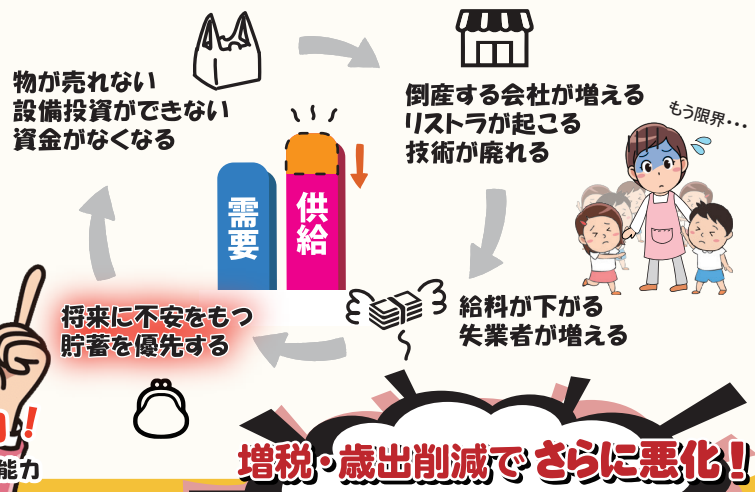 物が売れない
設備投資ができない
資金がなくなる
倒産する会社が増える
リストラが起こる
技術が廃れる
もう限界・・・
需要
供給
給料が下がる
失業者が増える
将来に不安をもつ
貯蓄を優先する
！
能力
増税・歳出削減でさらに悪化！